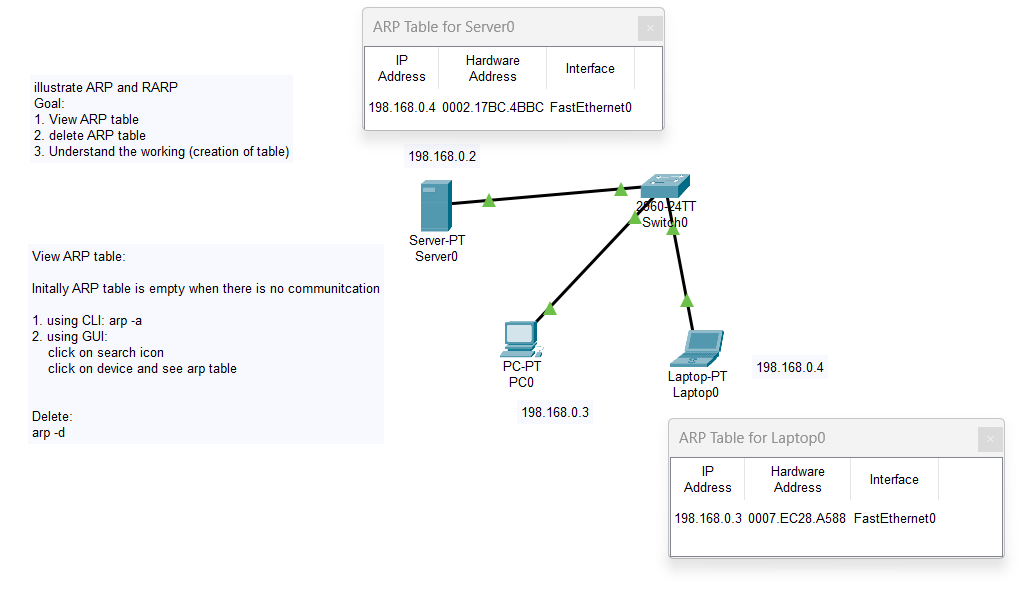 ARP Table for Server0
IP Address
Hardware Address
Interface
198.168.0.4 0002.17BC.4BBC FastEthernet0
illustrate ARP and RARP
Goal:
1. View ARP table
2. delete ARP table
3. Understand the working (creation of table)
198.168.0.2
2960-24TT
Switch0
Server-PT
Server0
View ARP table:
Initally ARP table is empty when there is no communitcation
1. using CLI: arp -a
2. using GUI:
click on search icon
click on device and see arp table
Delete:
arp -d
PC-PT
PC0
198.168.0.3
Laptop-PT
Laptop0
198.168.0.4
ARP Table for Laptop0
IP Address
Hardware Address
Interface
198.168.0.3 0007.EC28.A588 FastEthernet0